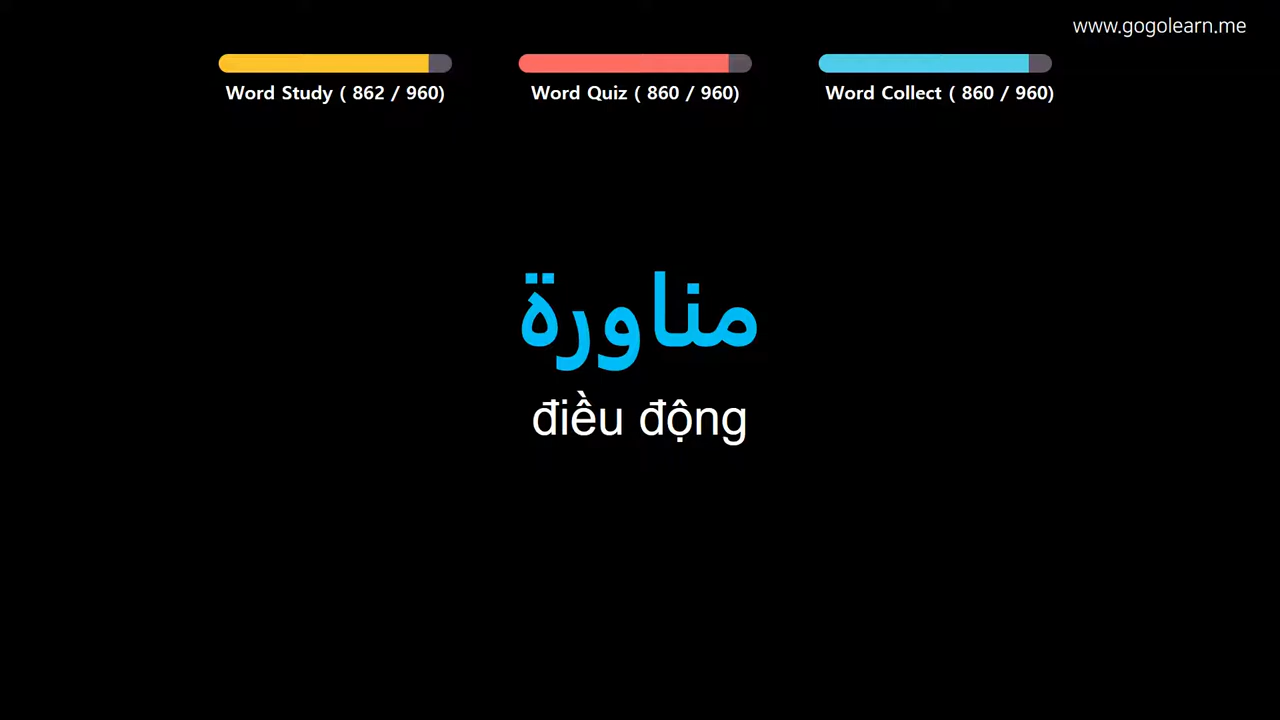 www.gogolearn.me
Word Study ( 862 / 960)
Word Quiz ( 860 / 960)
Word Collect ( 860 / 960)
مناورة
điều động